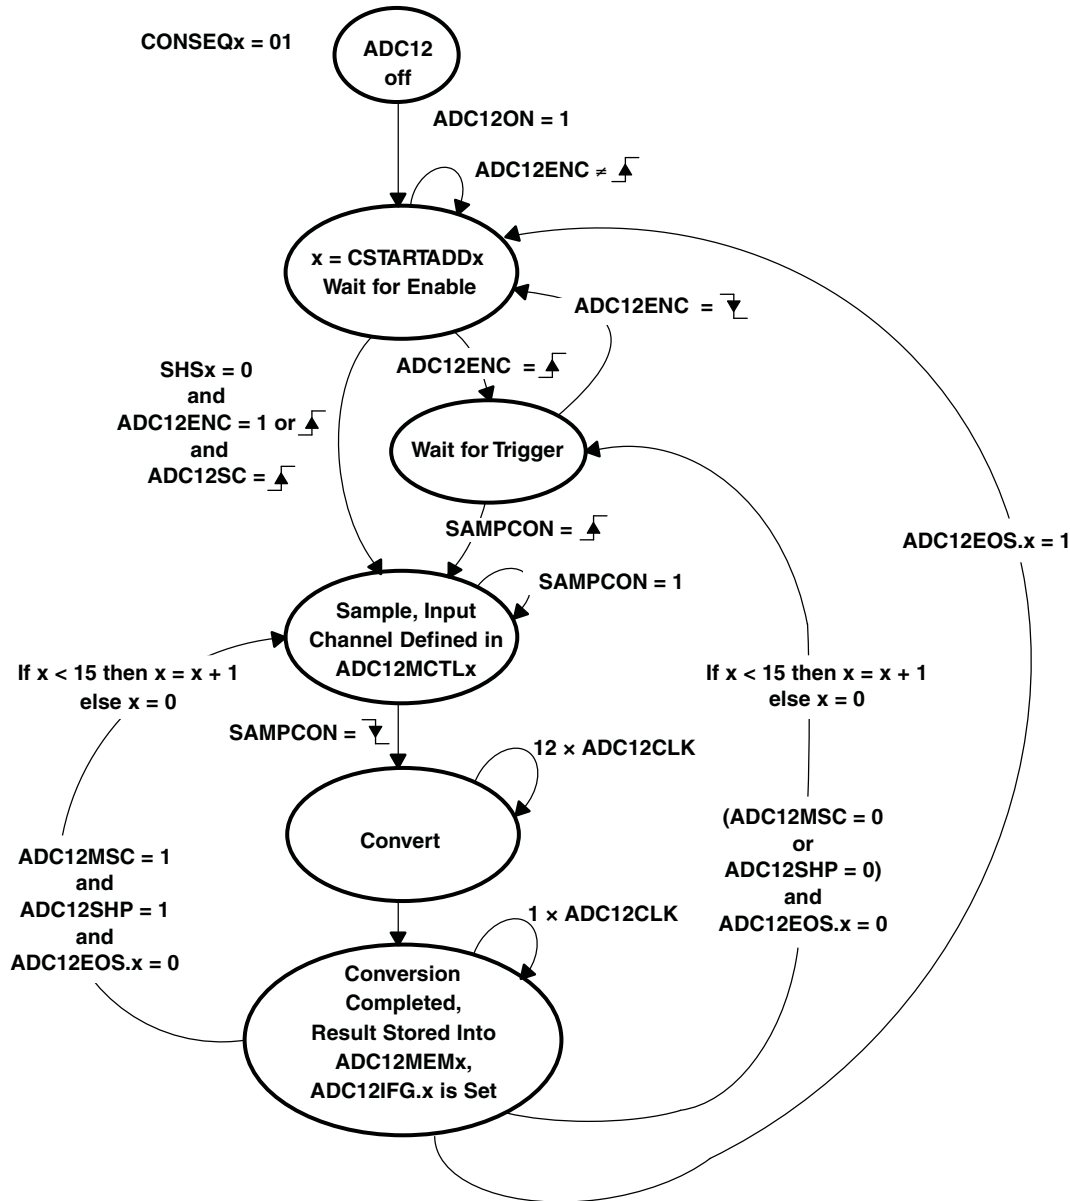 CONSEQx = 01
ADC12
off
ADC12ON = 1
ADC12ENC ≠
x = CSTARTADDx
Wait for Enable
ADC12ENC =
SHSx = 0
and
ADC12ENC = 1 or
and
ADC12SC =
ADC12ENC =
Wait for Trigger
SAMPCON =
ADC12EOS.x = 1
SAMPCON = 1
Sample, Input
Channel Defined in
ADC12MCTLx
If x < 15 then x = x + 1
else x = 0
If x < 15 then x = x + 1
else x = 0
SAMPCON =
12 × ADC12CLK
Convert
(ADC12MSC = 0
or
ADC12SHP = 0)
and
ADC12EOS.x = 0
ADC12MSC = 1
and
ADC12SHP = 1
and
ADC12EOS.x = 0
1 × ADC12CLK
Conversion
Completed,
Result Stored Into
ADC12MEMx,
ADC12IFG.x is Set